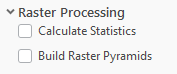 Raster Processing
Calculate Statistics
Build Raster Pyramids